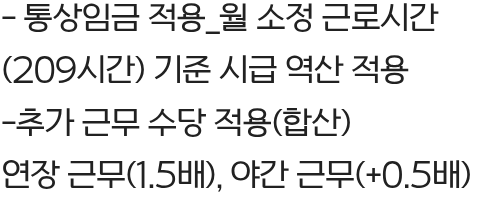 - 통상임금 적용_월 소정 근로시간
(209시간) 기준 시급 역산 적용
-추가 근무 수당 적용(합산)
연장 근무(1.5배), 야간 근무(+0.5배)